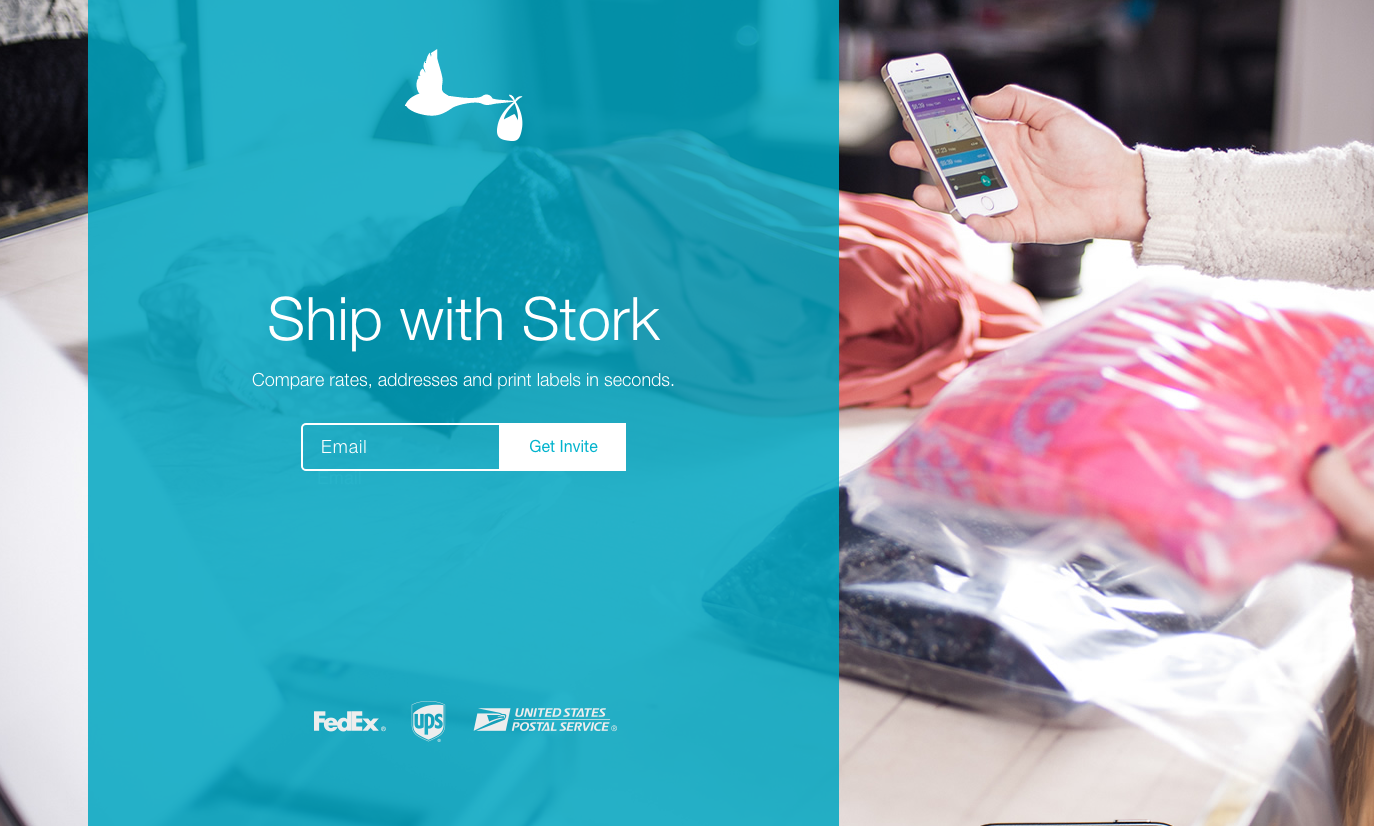 Ship with Stork
Compare rates, addresses and print labels in seconds.
Email
Get Invite
Email
FedEx®
ups
UNITED STATES
POSTAL SERVICE®